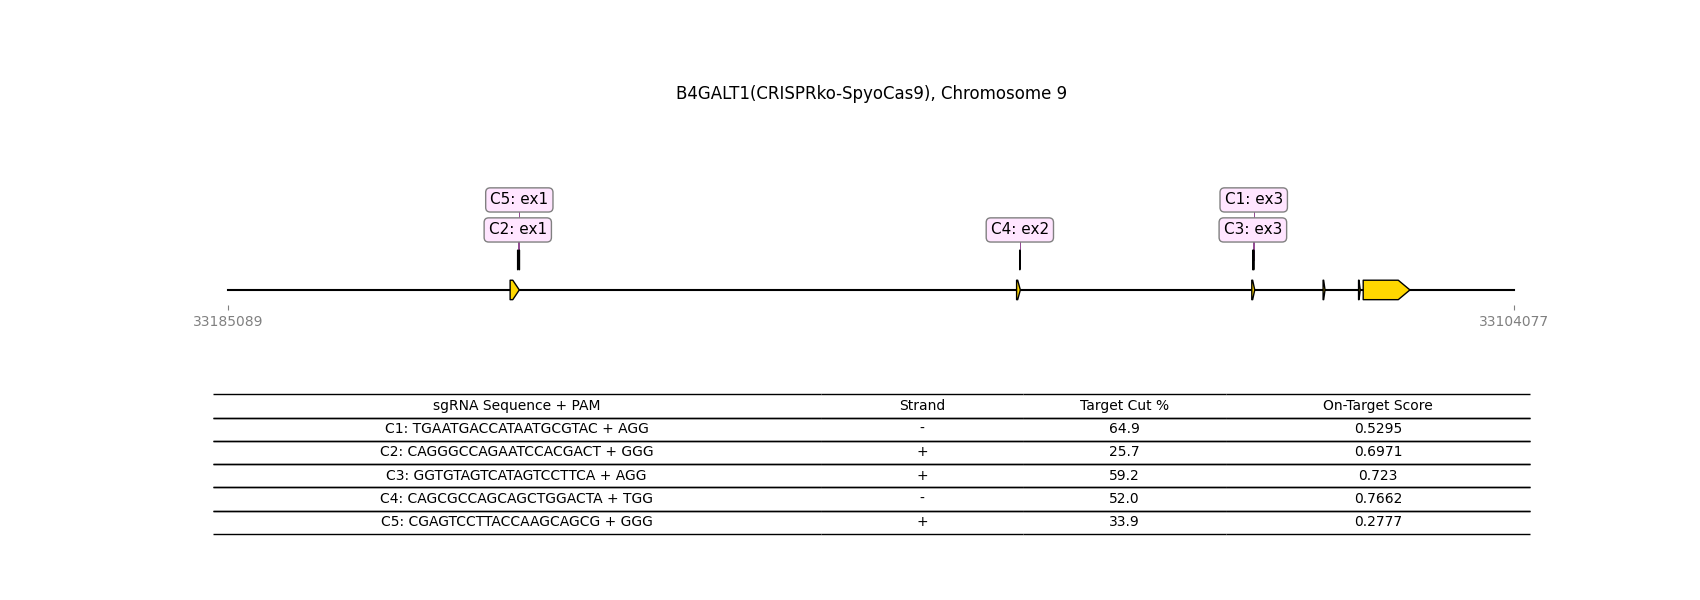 B4GALT1(CRISPRko-SpyoCas9), Chromosome 9
C5: ex1 C1: ex3
C2: ex1 C4: ex2 C3: ex3
33185089 33104077
sgRNA Sequence + PAM Strand Target Cut % On-Target Score
C1: TGAATGACCATAATGCGTAC + AGG - 64.9 0.5295
C2: CAGGGCCAGAATCCACGACT + GGG + 25.7 0.6971
C3: GGTGTAGTCATAGTCCTTCA + AGG + 59.2 0.723
C4: CAGCGCCAGCAGCTGGACTA + TGG - 52.0 0.7662
C5: CGAGTCCTTACCAAGCAGCG + GGG + 33.9 0.2777